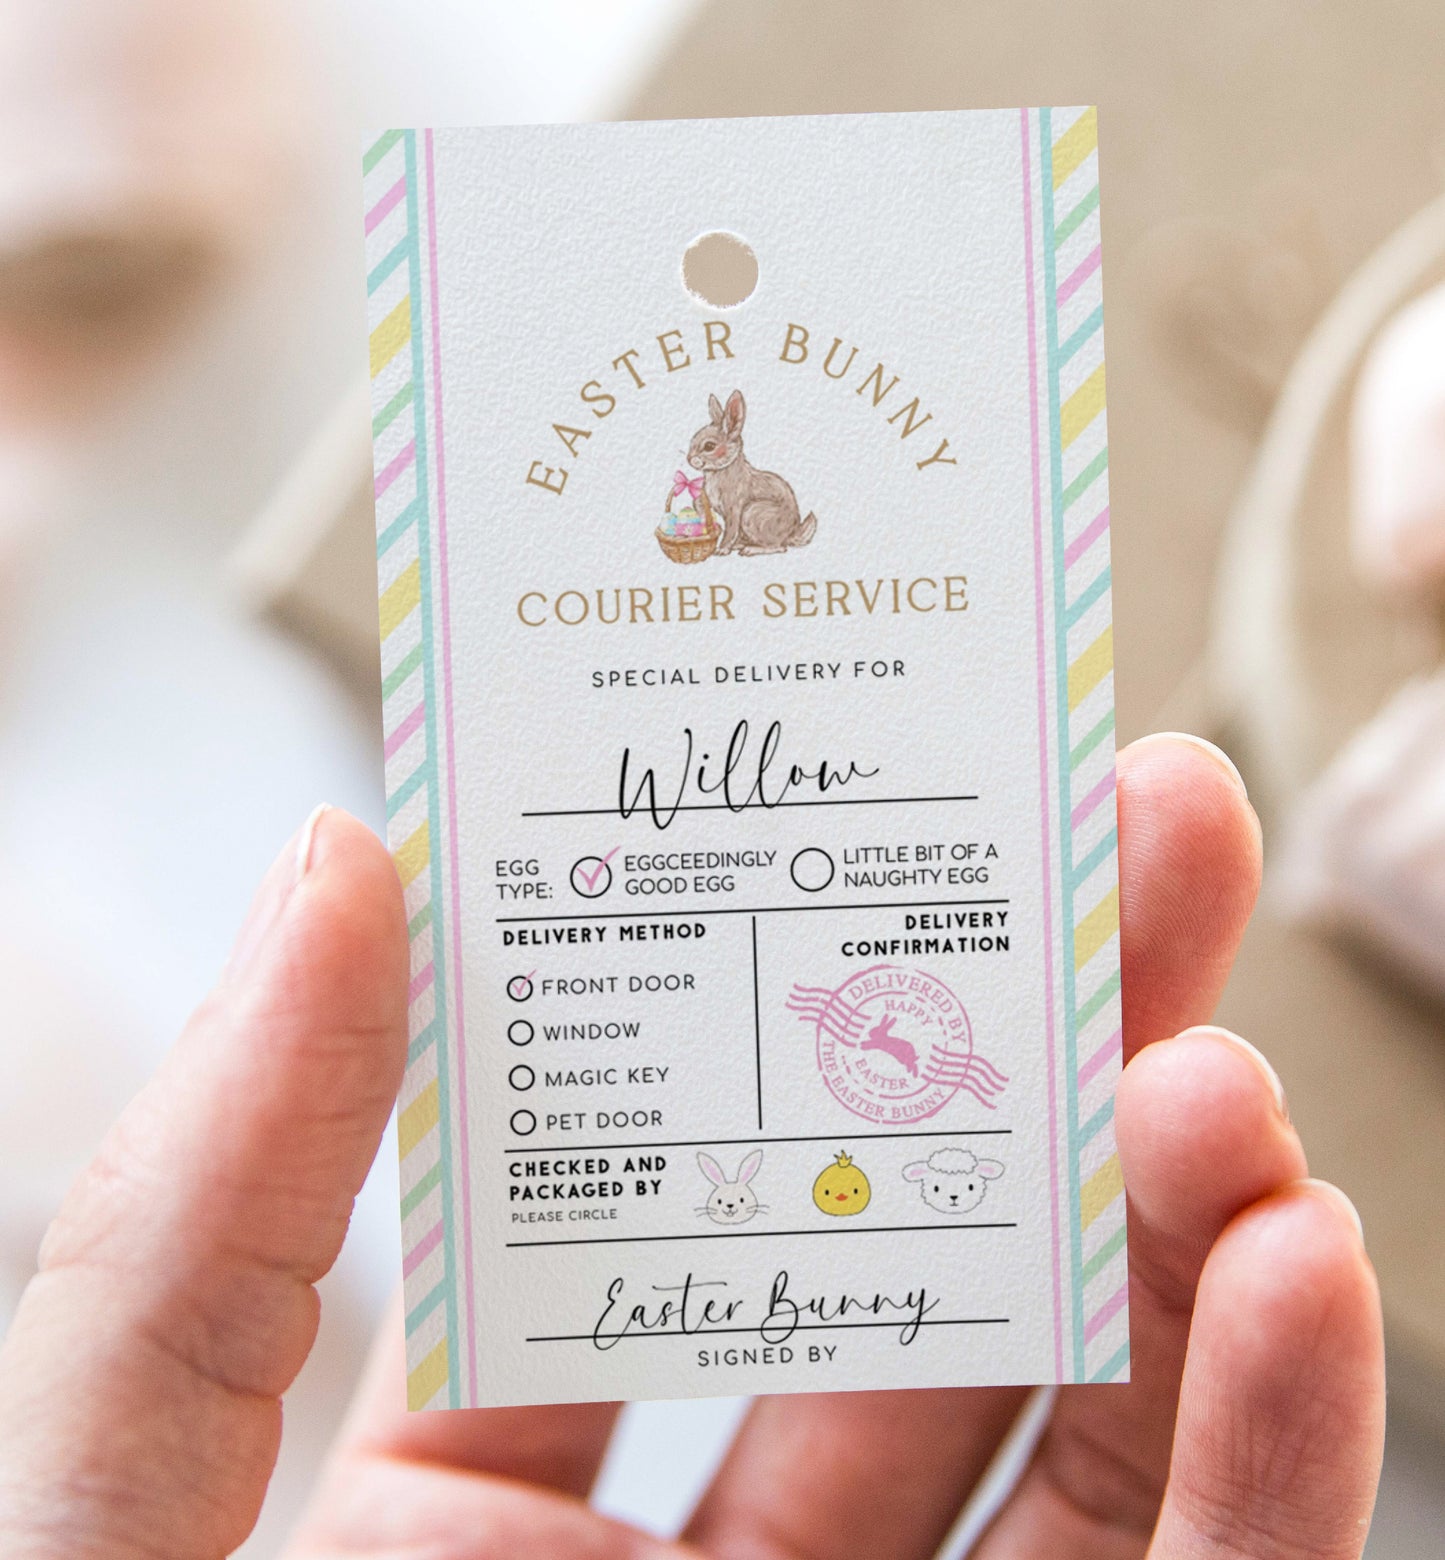 EASTER BUNNY
COURIER SERVICE
SPECIAL DELIVERY FOR
Willow
EGG TYPE:
EGGCEEDINGLY GOOD EGG
LITTLE BIT OF A NAUGHTY EGG
DELIVERY METHOD
FRONT DOOR
WINDOW
MAGIC KEY
PET DOOR
DELIVERY
CONFIRMATION
DELIVERED BY
THE EASTER BUNNY
HAPPY
EASTER
CHECKED AND
PACKAGED BY
PLEASE CIRCLE
Easter Bunny
SIGNED BY